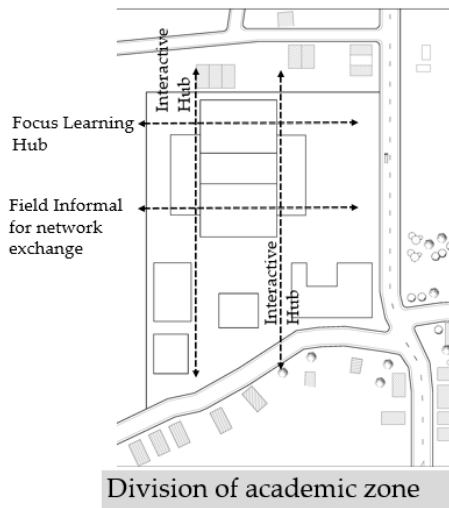 Interactive
Hub
Focus Learning
Hub
Field Informal
for network
exchange
Interactive
Hub
Division of academic zone